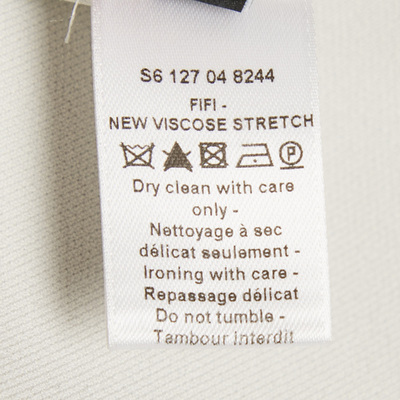 S6 127 04 8244
FIFI -
NEW VISCOSE STRETCH
P
Dry clean with care
only -
Nettoyage à sec
délicat seulement -
Ironing with care -
Repassage délicat
Do not tumble -
Tambour interdit